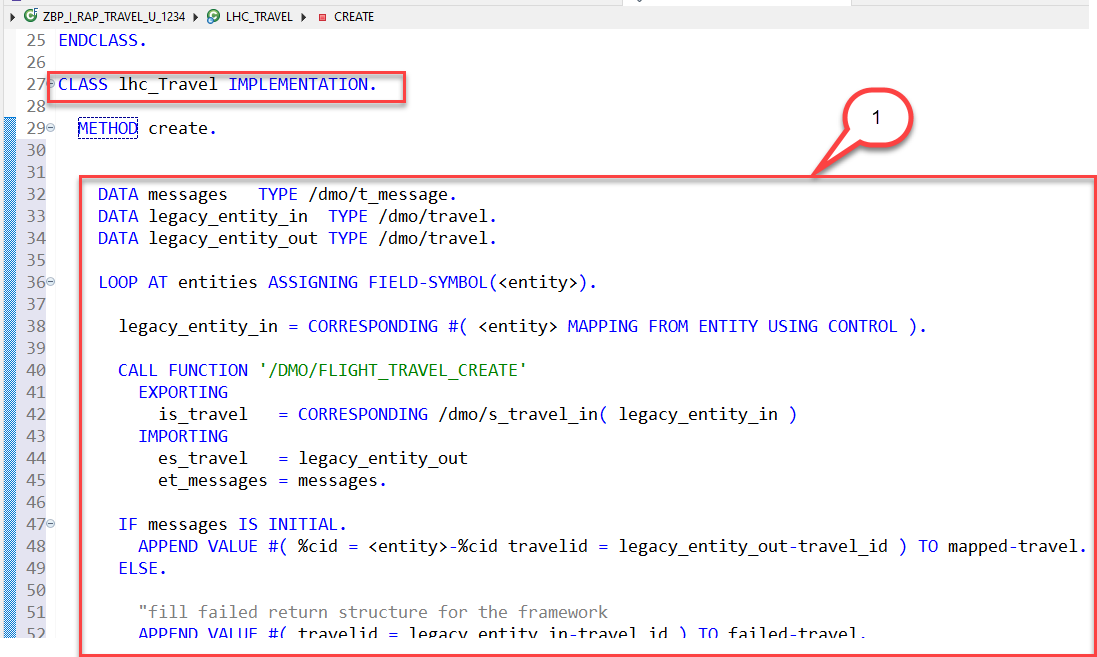 ZBP_I_RAP_TRAVEL_U_1234 LHC_TRAVEL CREATE
25 ENDCLASS.
26
27 CLASS lhc_Travel IMPLEMENTATION.
28
1
29 METHOD create.
30
31
32 DATA messages   TYPE /dmo/t_message.
33 DATA legacy_entity_in  TYPE /dmo/travel.
34 DATA legacy_entity_out TYPE /dmo/travel.
35
36 LOOP AT entities ASSIGNING FIELD-SYMBOL(<entity>).
37
38 legacy_entity_in = CORRESPONDING #( <entity> MAPPING FROM ENTITY USING CONTROL ).
39
40 CALL FUNCTION '/DMO/FLIGHT_TRAVEL_CREATE'
41 EXPORTING
42 is_travel   = CORRESPONDING /dmo/s_travel_in( legacy_entity_in )
43 IMPORTING
44 es_travel   = legacy_entity_out
45 et_messages = messages.
46
47 IF messages IS INITIAL.
48 APPEND VALUE #( %cid = <entity>-%cid travelid = legacy_entity_out-travel_id ) TO mapped-travel.
49 ELSE.
50
51 "fill failed return structure for the framework
52 APPEND VALUE #( travelid = legacy_entity_in-travel_id ) TO failed-travel.